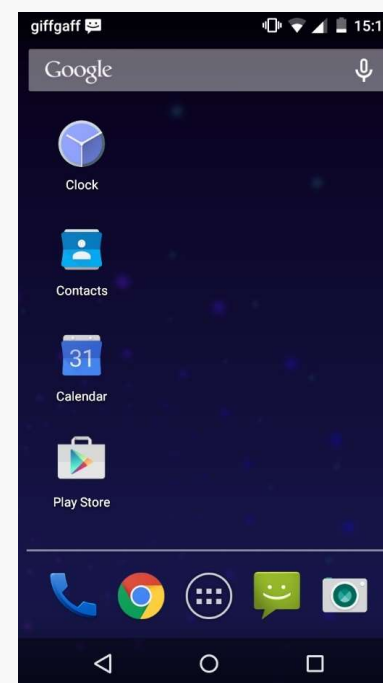 giffgaff
15:1
Google
Clock
Contacts
31
Calendar
Play Store